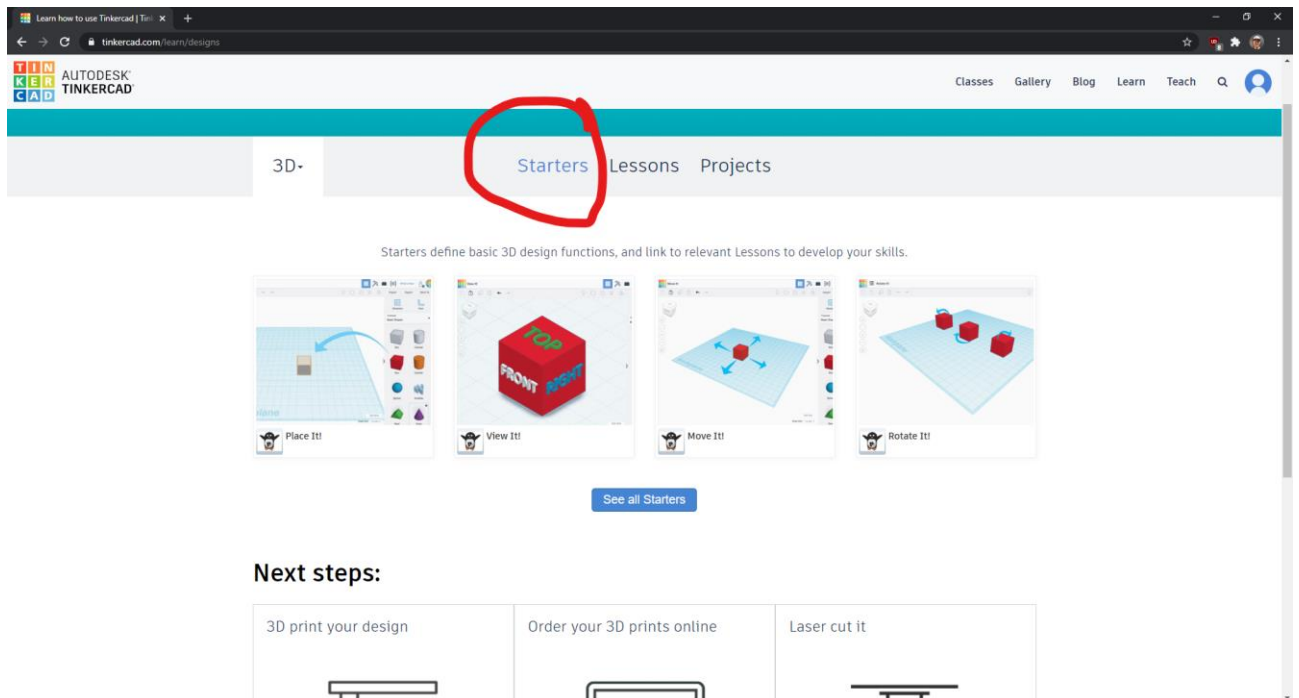 Learn how to use Tinkercad | Tin
tinkercad.com/learn/designs
TIN
KER
CAD
AUTODESK'
TINKERCAD'
Classes Gallery Blog Learn Teach
3D
Starters Lessons Projects
Starters define basic 3D design functions, and link to relevant Lessons to develop your skills.
TOP
FRONT RIGHT
Place It! View It! Move It! Rotate It!
See all Starters
Next steps:
3D print your design Order your 3D prints online Laser cut it